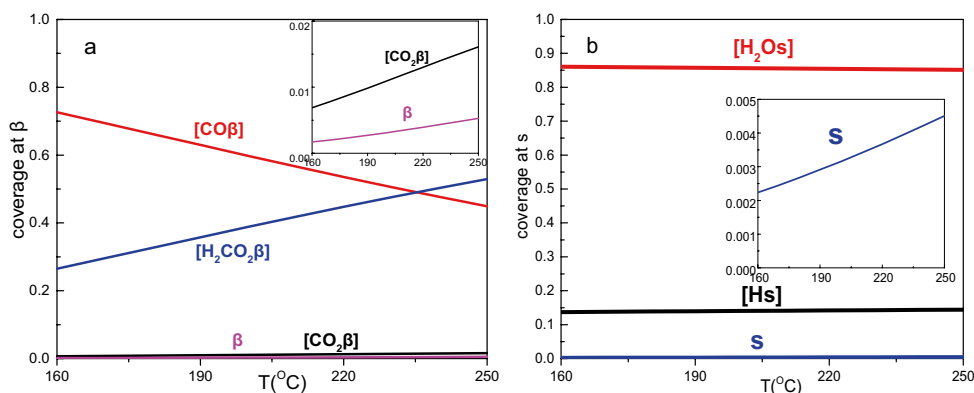 a
[COβ]
[H₂CO₂β]
β
[CO₂β]
coverage at β
0.0
0.2
0.4
0.6
0.8
1.0
160
190
220
250
T(°C)
[CO₂β]
β
0.00
0.01
0.02
160
190
220
250
b
[H₂Os]
[Hs]
s
coverage at s
0.0
0.1
0.2
0.3
0.4
0.5
0.6
0.7
0.8
0.9
1
160
190
220
250
T(°C)
s
0.000
0.001
0.002
0.003
0.004
0.005
160
190
220
250